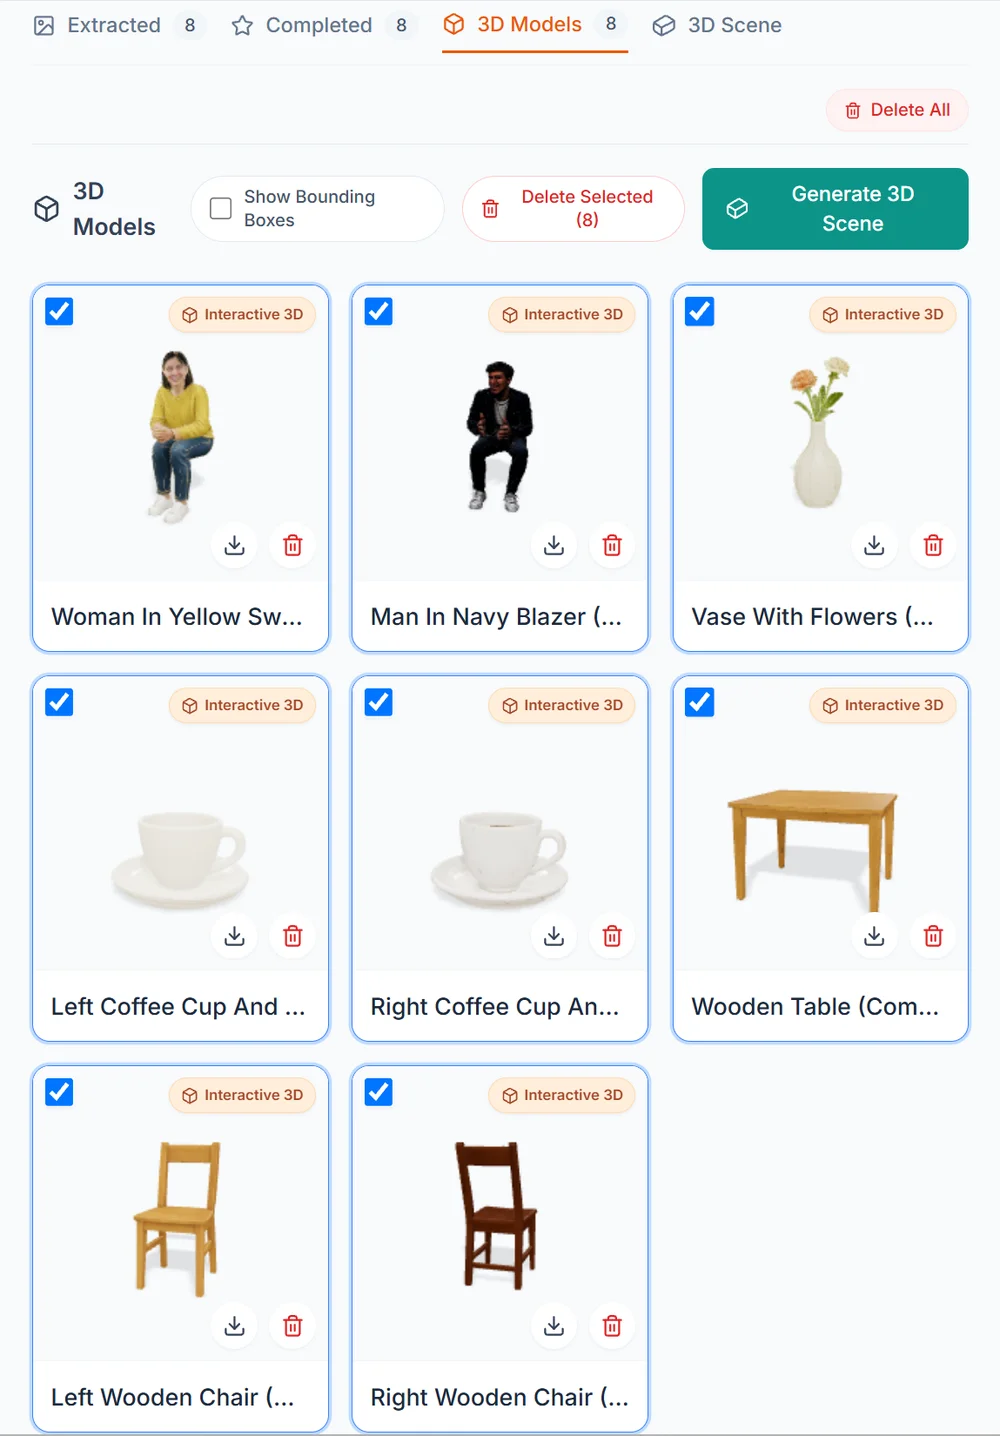 Extracted 8 Completed 8 3D Models 8 3D Scene
Delete All
3D
Models
Show Bounding
Boxes
Delete Selected
(8)
Generate 3D
Scene
Interactive 3D
Interactive 3D
Interactive 3D
Woman In Yellow Sw...
Man In Navy Blazer (...
Vase With Flowers (...
Interactive 3D
Interactive 3D
Interactive 3D
Left Coffee Cup And ...
Right Coffee Cup An...
Wooden Table (Com...
Interactive 3D
Interactive 3D
Left Wooden Chair (...
Right Wooden Chair (...